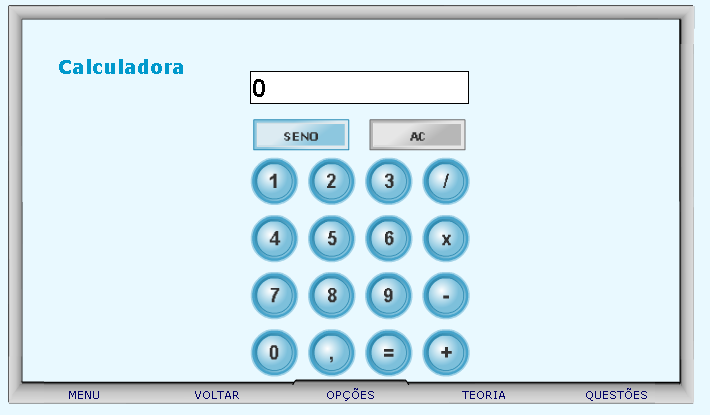 Calculadora
0
SENO AC
1 2 3 /
4 5 6 x
7 8 9 -
0 , = +
MENU VOLTAR OPÇÕES TEORIA QUESTÕES